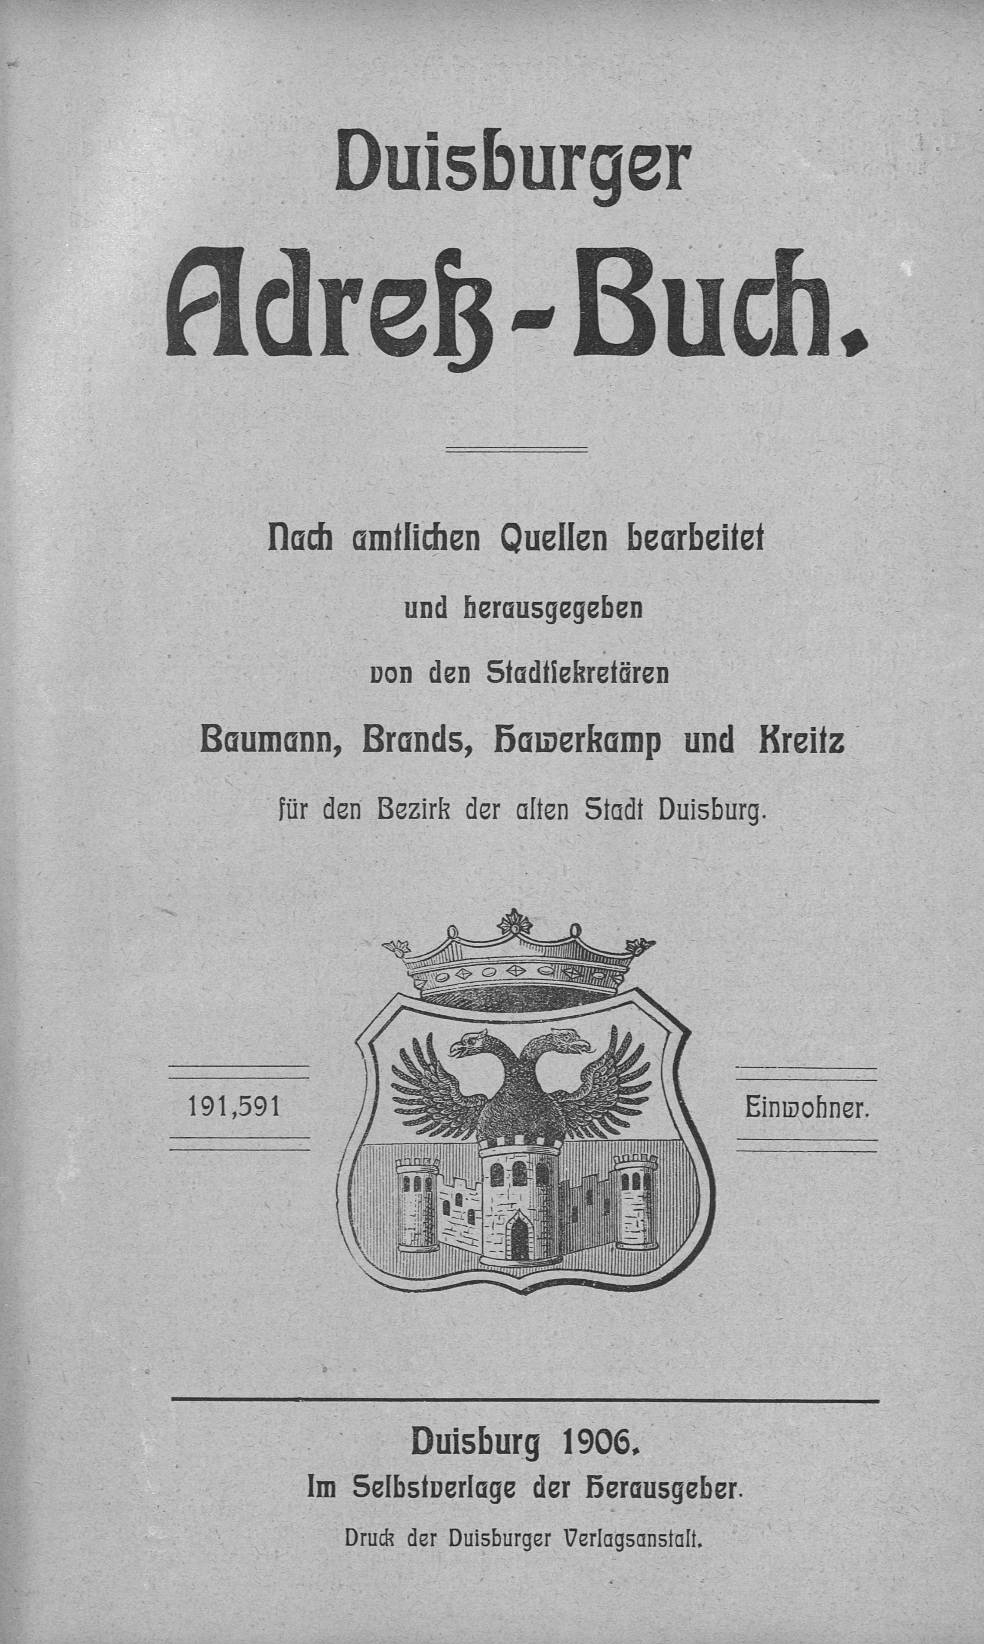 Duisburger
Adreß-Buch.
Nach amtlichen Quellen bearbeitet
und herausgegeben
von den Stadtsekretären
Baumann, Brands, Hawerkamp und Kreitz
für den Bezirk der alten Stadt Duisburg.
191,591
Einwohner.
Duisburg 1906.
Im Selbstverlage der Herausgeber.
Druck der Duisburger Verlagsanstalt.